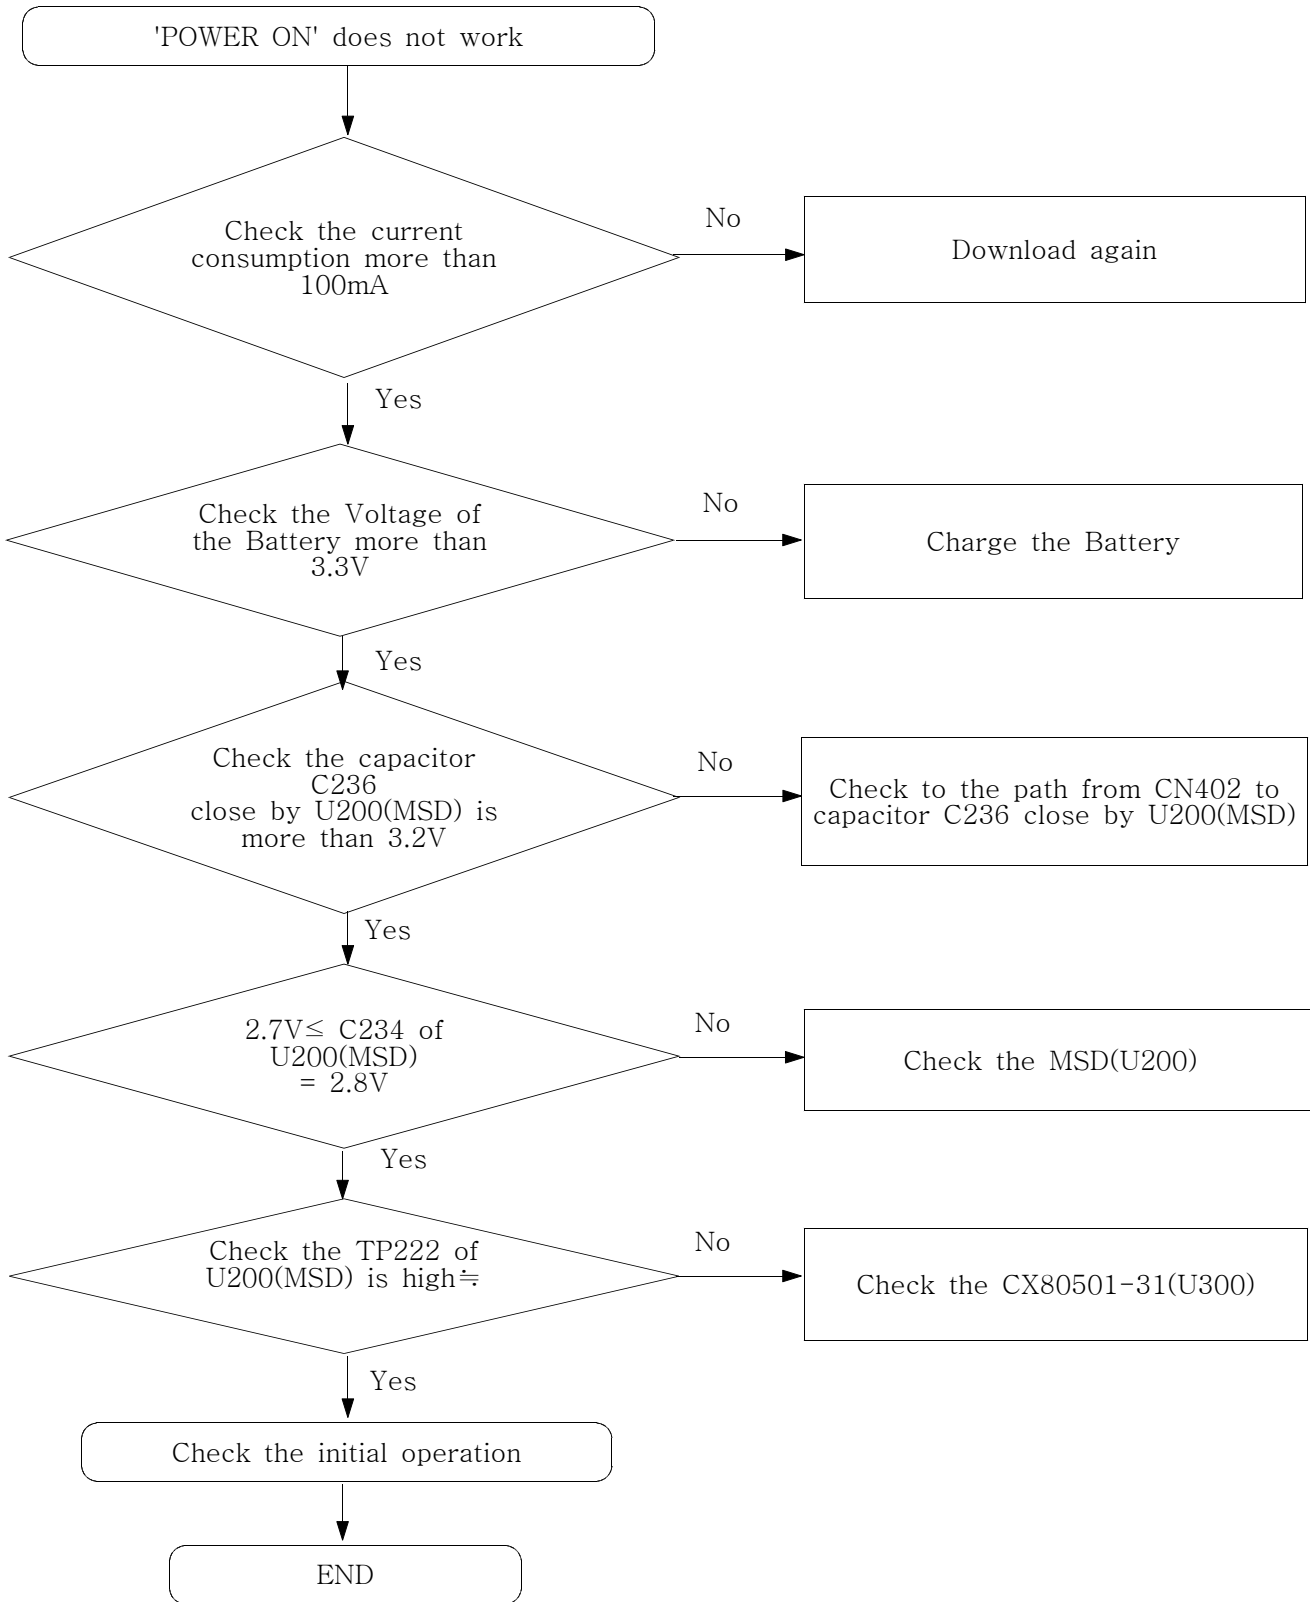 'POWER ON' does not work
Check the current
consumption more than
100mA
No
Download again
Yes
Check the Voltage of
the Battery more than
3.3V
No
Charge the Battery
Yes
Check the capacitor
C236
close by U200(MSD) is
more than 3.2V
No
Check to the path from CN402 to
capacitor C236 close by U200(MSD)
Yes
2.7V≦ C234 of
U200(MSD)
= 2.8V
No
Check the MSD(U200)
Yes
Check the TP222 of
U200(MSD) is high≒
No
Check the CX80501-31(U300)
Yes
Check the initial operation
END